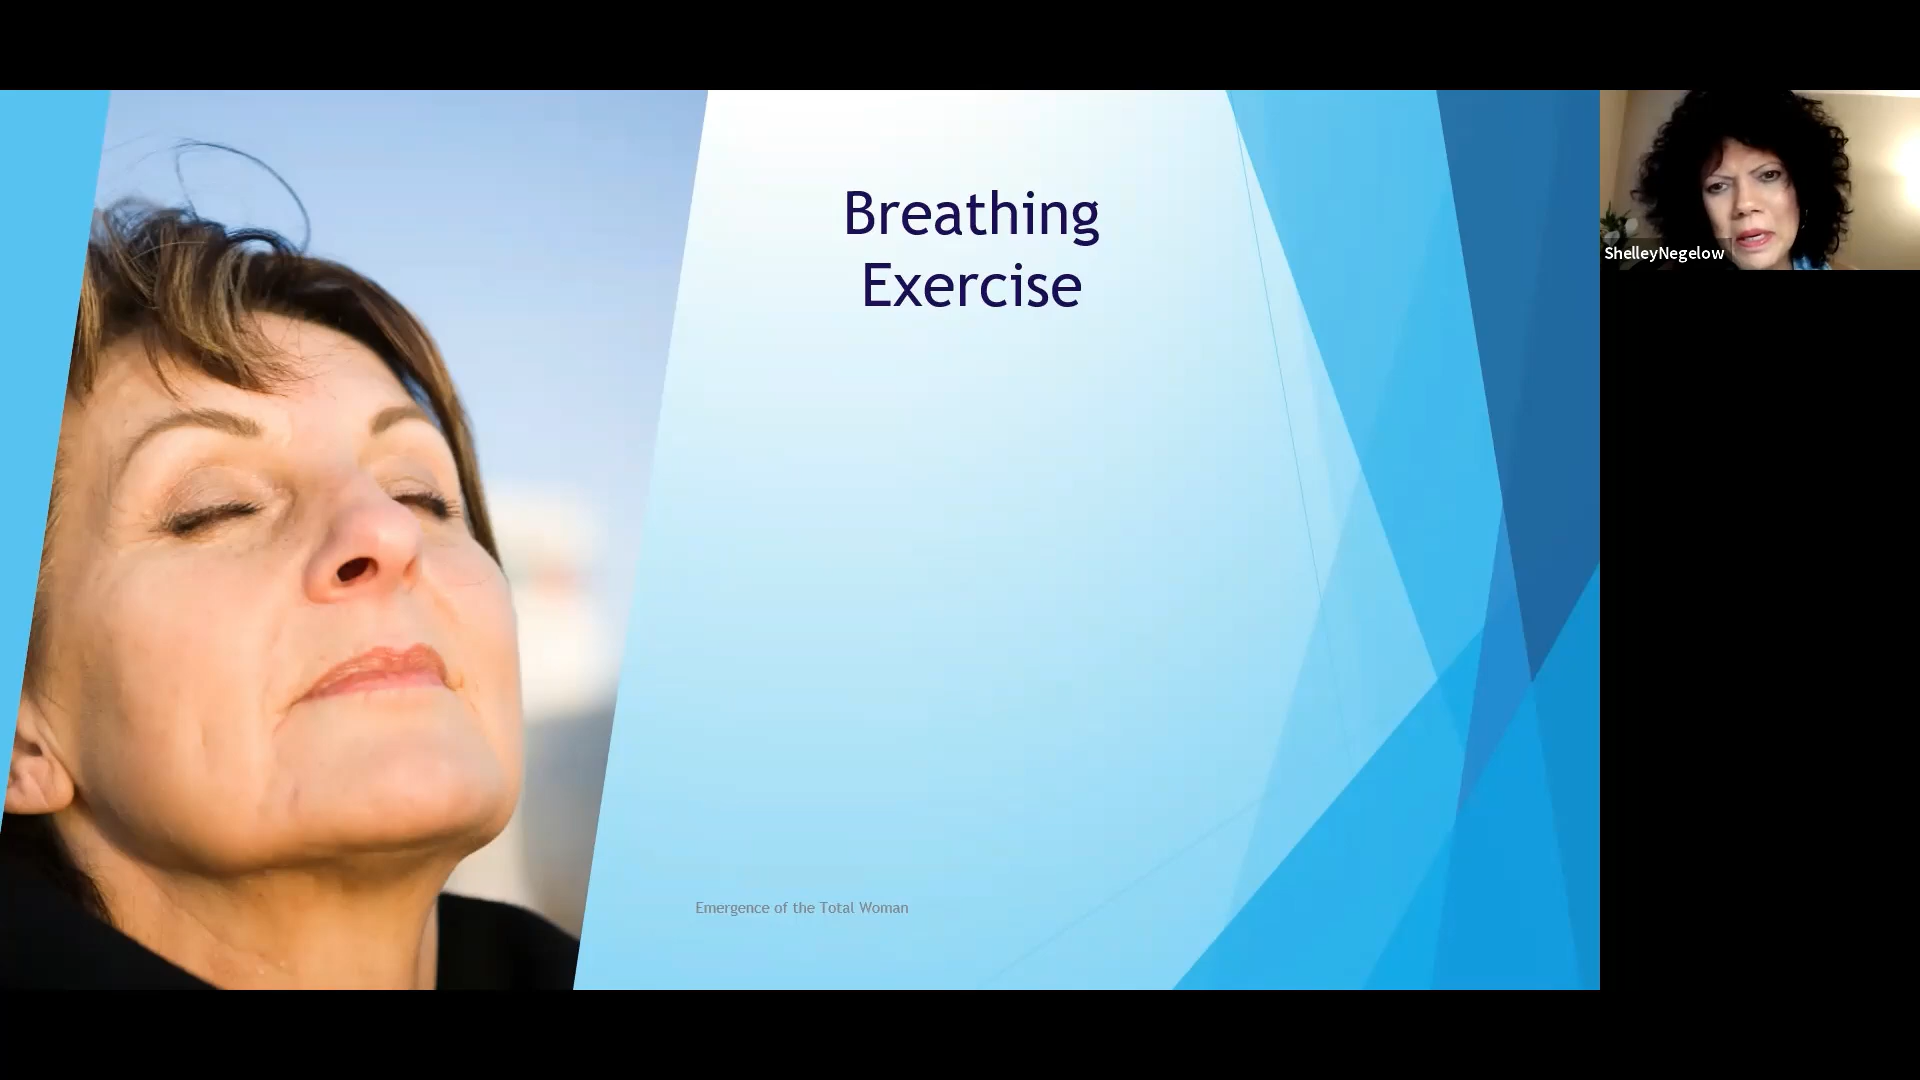 Breathing
Exercise
ShelleyNegelow
Emergence of the Total Woman